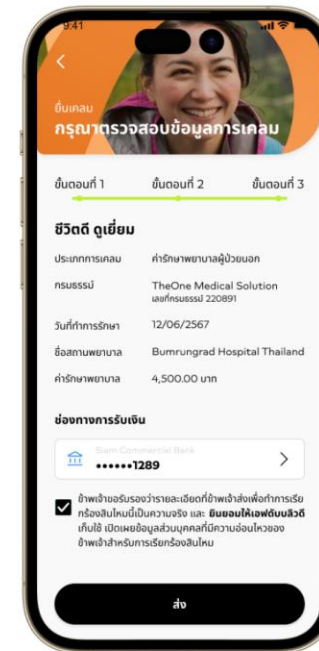 9:41
ยื่นเคลม
กรุณาตรวจสอบข้อมูลการเคลม
ขั้นตอนที่ 1 ขั้นตอนที่ 2 ขั้นตอนที่ 3
ชีวิตดี ดูเยี่ยม
ประเภทการเคลม ค่ารักษาพยาบาลผู้ป่วยนอก
กรมธรรม์ TheOne Medical Solution
เลขที่กรมธรรม์ 220891
วันที่ทำการรักษา 12/06/2567
ชื่อสถานพยาบาล Bumrungrad Hospital Thailand
ค่ารักษาพยาบาล 4,500.00 บาท
ช่องทางการรับเงิน
Siam Commercial Bank
••••••1289
ข้าพเจ้าขอรับรองว่ารายละเอียดที่ข้าพเจ้าส่งเพื่อทำการเรีย
กร้องสินไหมนี้เป็นความจริง และ ยินยอมให้เอฟดับบลิวดี
เก็บใช้ เปิดเผยข้อมูลส่วนบุคคลที่มีความอ่อนไหวของ
ข้าพเจ้าสำหรับการเรียกร้องสินไหม
ส่ง